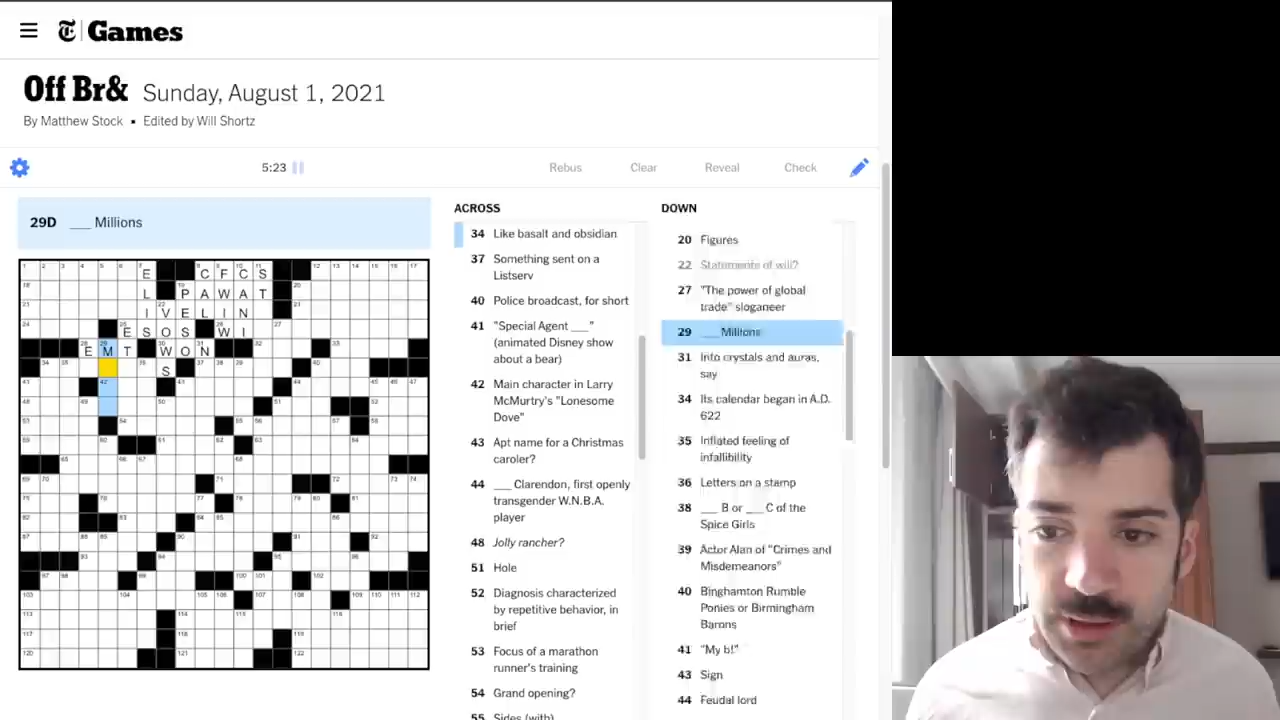 Games
Off Br& Sunday, August 1, 2021
By Matthew Stock ▪ Edited by Will Shortz
5:23 Rebus Clear Reveal Check
29D ___ Millions
E C F C S
L P A W A T
I V E L I N
E S O S W I
E M T W O N
S
ACROSS
34 Like basalt and obsidian
37 Something sent on a
Listserv
40 Police broadcast, for short
41 "Special Agent ___"
(animated Disney show
about a bear)
42 Main character in Larry
McMurtry's "Lonesome
Dove"
43 Apt name for a Christmas
caroler?
44 ___ Clarendon, first openly
transgender W.N.B.A.
player
48 Jolly rancher?
51 Hole
52 Diagnosis characterized
by repetitive behavior, in
brief
53 Focus of a marathon
runner's training
54 Grand opening?
55 Sides (with)
DOWN
20 Figures
22 Statements of will?
27 "The power of global
trade" sloganeer
29 ___ Millions
31 Into crystals and auras,
say
34 Its calendar began in A.D.
622
35 Inflated feeling of
infallibility
36 Letters on a stamp
38 ___ B or ___ C of the
Spice Girls
39 Actor Alan of "Crimes and
Misdemeanors"
40 Binghamton Rumble
Ponies or Birmingham
Barons
41 "My b!"
43 Sign
44 Feudal lord